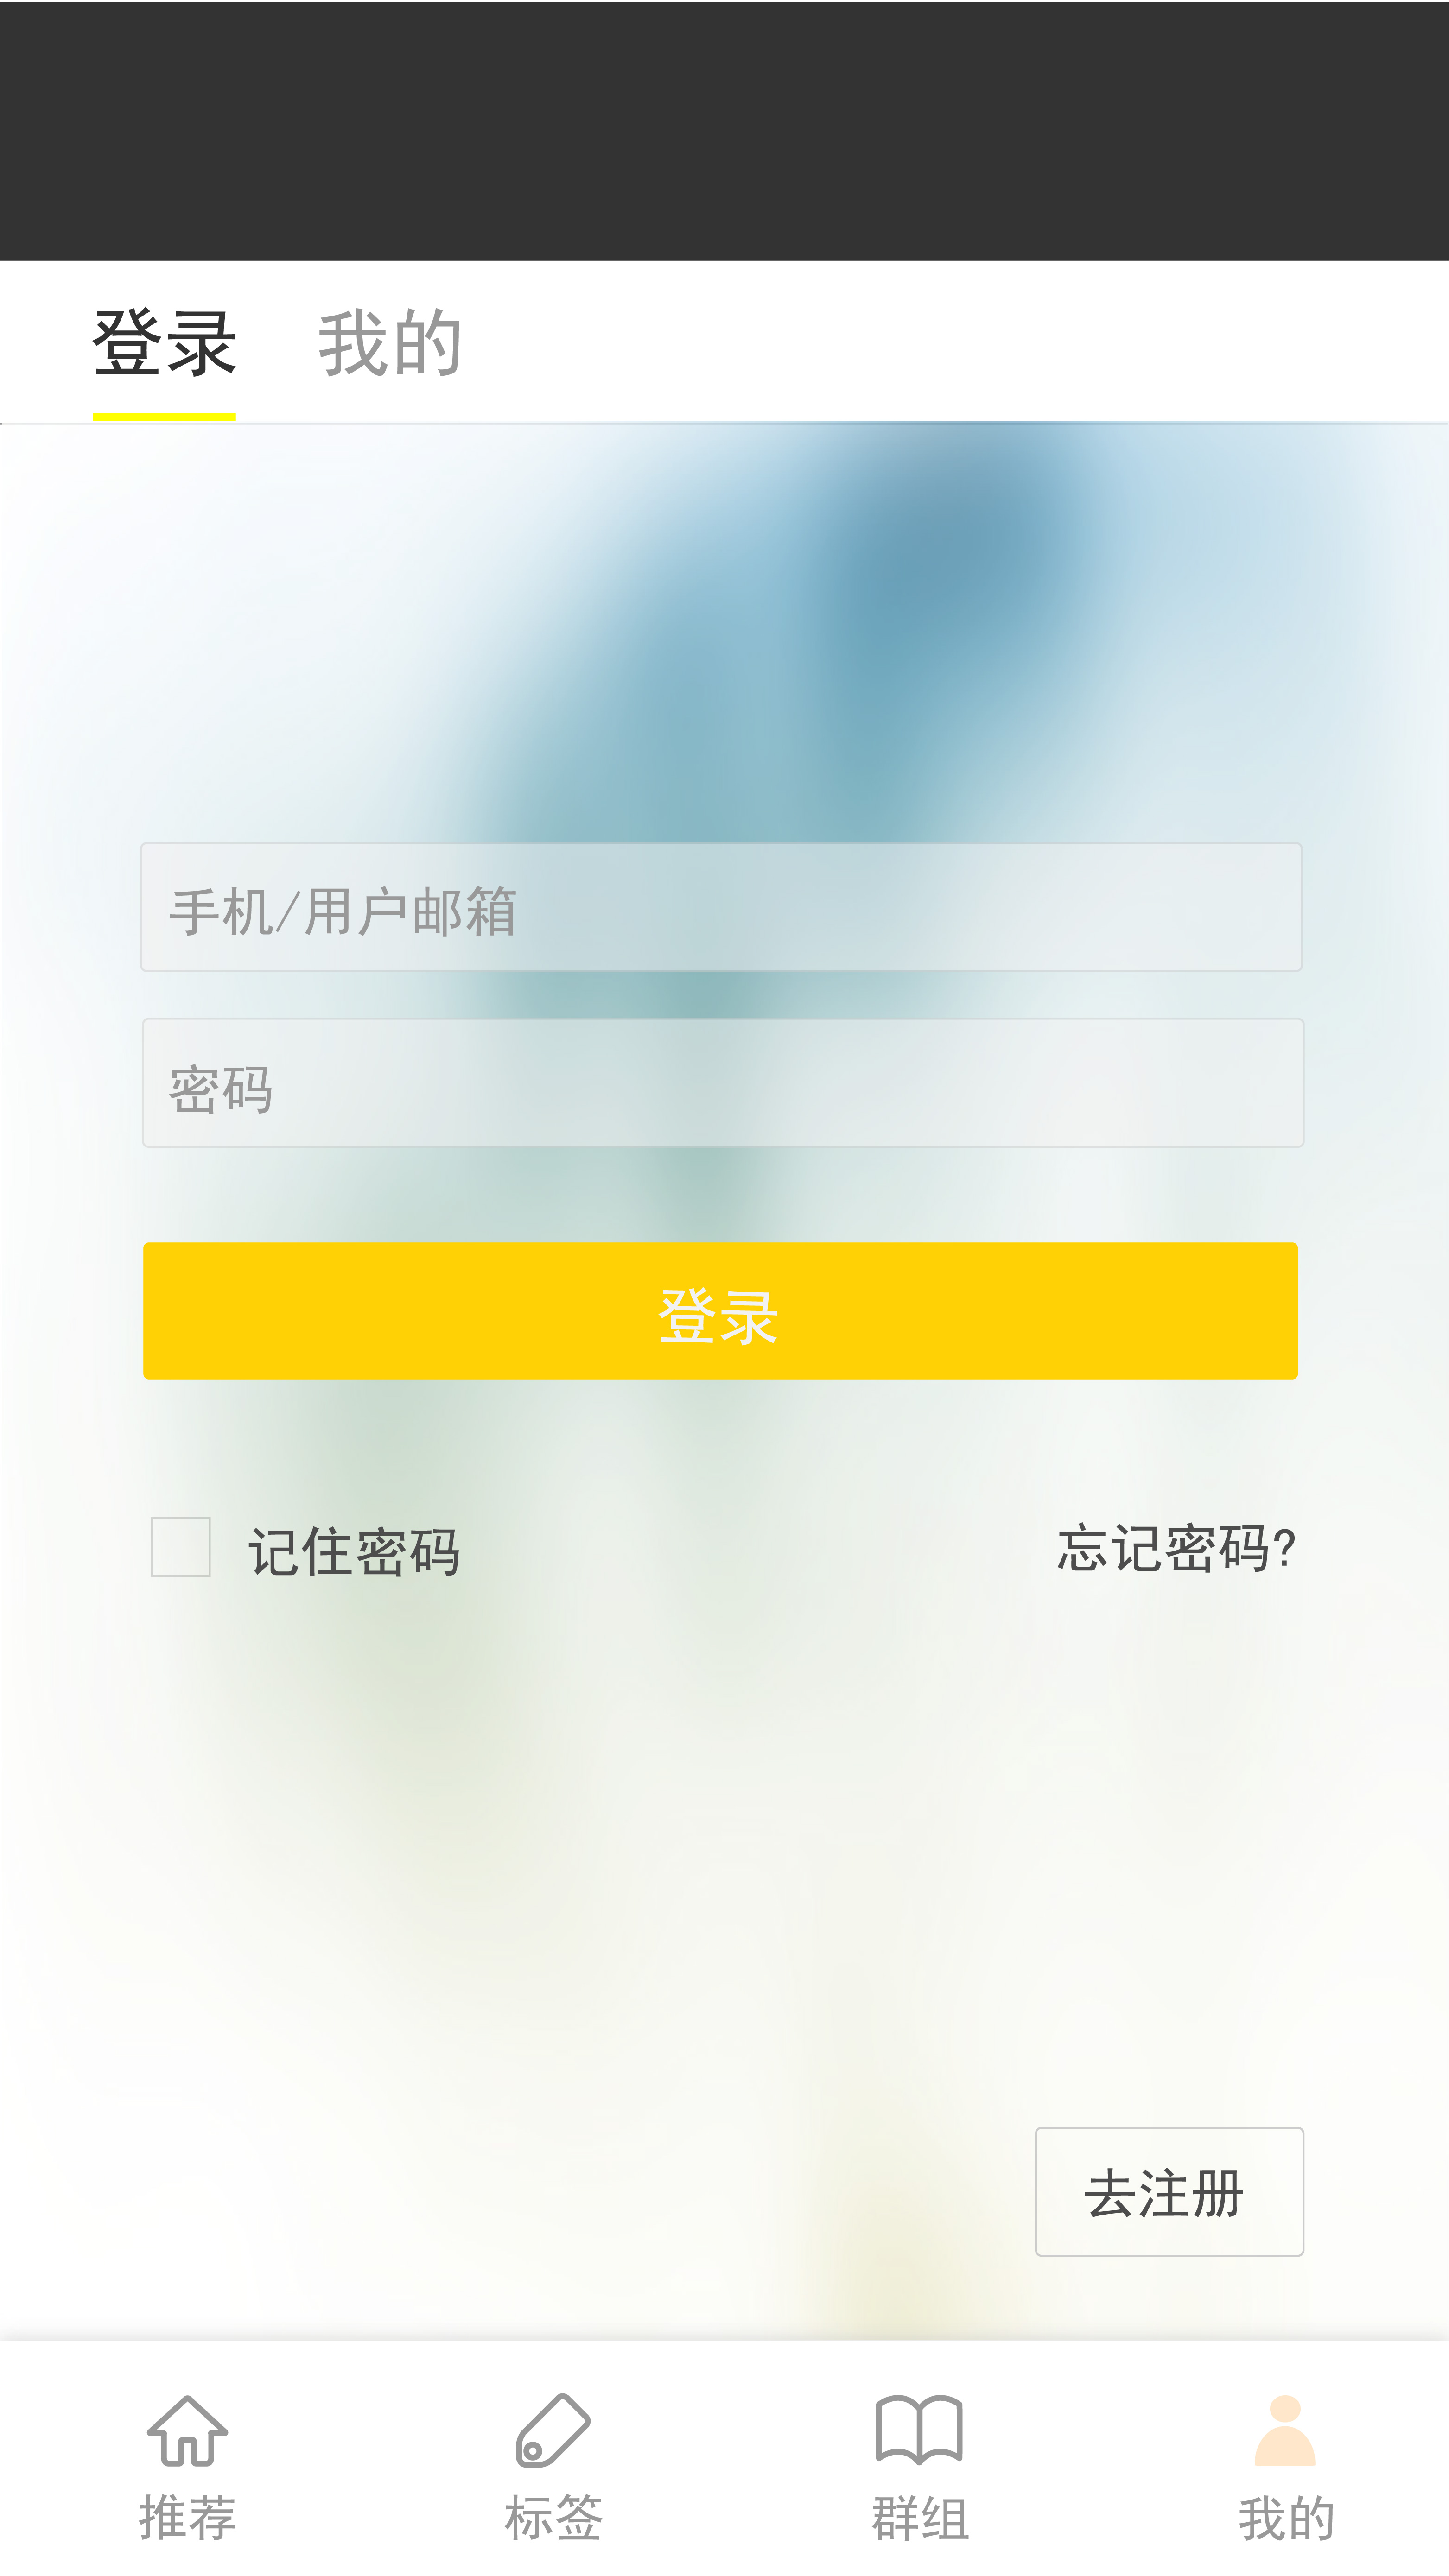 登录 我的
手机/用户邮箱
密码
登录
记住密码 忘记密码?
去注册
推荐 标签 群组 我的